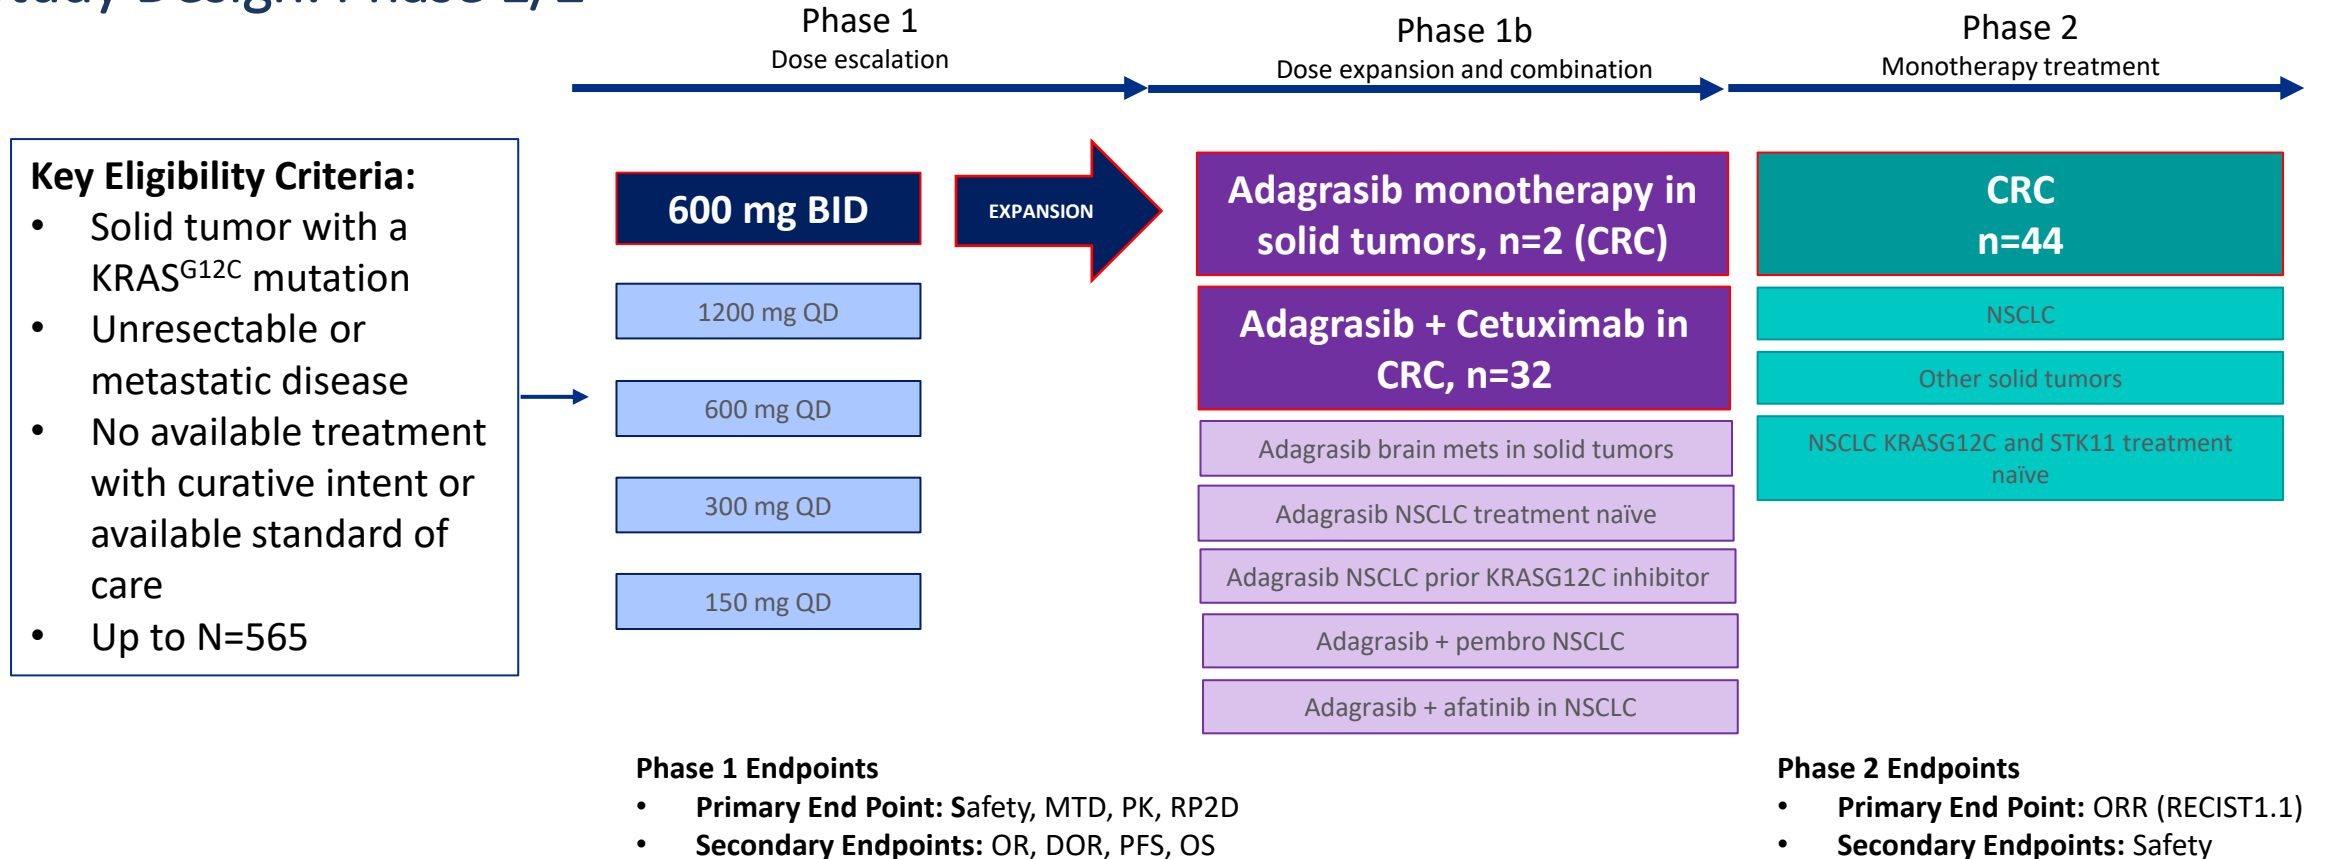 Study Design: Phase 1/2
Phase 1
Dose escalation
Phase 1b
Dose expansion and combination
Phase 2
Monotherapy treatment
Key Eligibility Criteria:
• Solid tumor with a
KRASG12C mutation
• Unresectable or
metastatic disease
• No available treatment
with curative intent or
available standard of
care
• Up to N=565
600 mg BID
1200 mg QD
600 mg QD
300 mg QD
150 mg QD
EXPANSION
Adagrasib monotherapy in
solid tumors, n=2 (CRC)
Adagrasib + Cetuximab in
CRC, n=32
Adagrasib brain mets in solid tumors
Adagrasib NSCLC treatment naïve
Adagrasib NSCLC prior KRASG12C inhibitor
Adagrasib + pembro NSCLC
Adagrasib + afatinib in NSCLC
CRC
n=44
NSCLC
Other solid tumors
NSCLC KRASG12C and STK11 treatment
naïve
Phase 1 Endpoints
• Primary End Point: Safety, MTD, PK, RP2D
• Secondary Endpoints: OR, DOR, PFS, OS
Phase 2 Endpoints
• Primary End Point: ORR (RECIST1.1)
• Secondary Endpoints: Safety